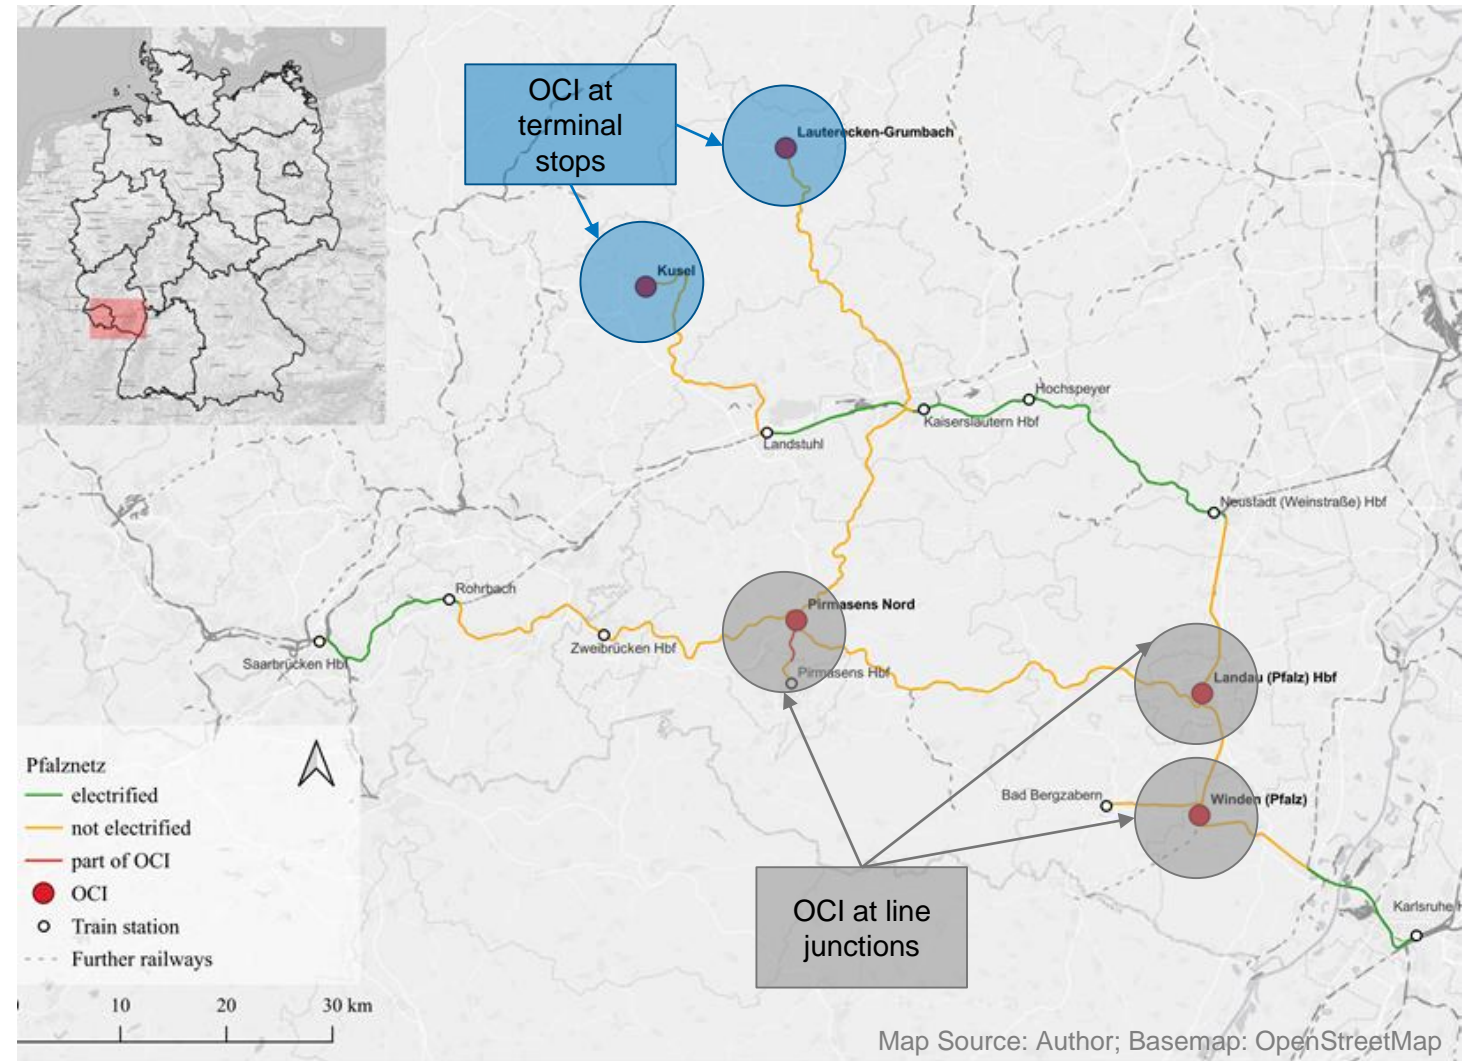 OCI at
terminal
stops
Lauterecken-Grumbach
Kusel
Hochspeyer
Kaiserslautern Hbf
Landstuhl
Neustadt (Weinstraße) Hbf
Rohrbach
Pirmasens Nord
Zweibrücken Hbf
Saarbrücken Hbf
Pirmasens Hbf
Landau (Pfalz) Hbf
Bad Bergzabern
Winden (Pfalz)
Karlsruhe H
OCI at line
junctions
Pfalznetz
electrified
not electrified
part of OCI
OCI
Train station
Further railways
10 20 30 km
Map Source: Author; Basemap: OpenStreetMap